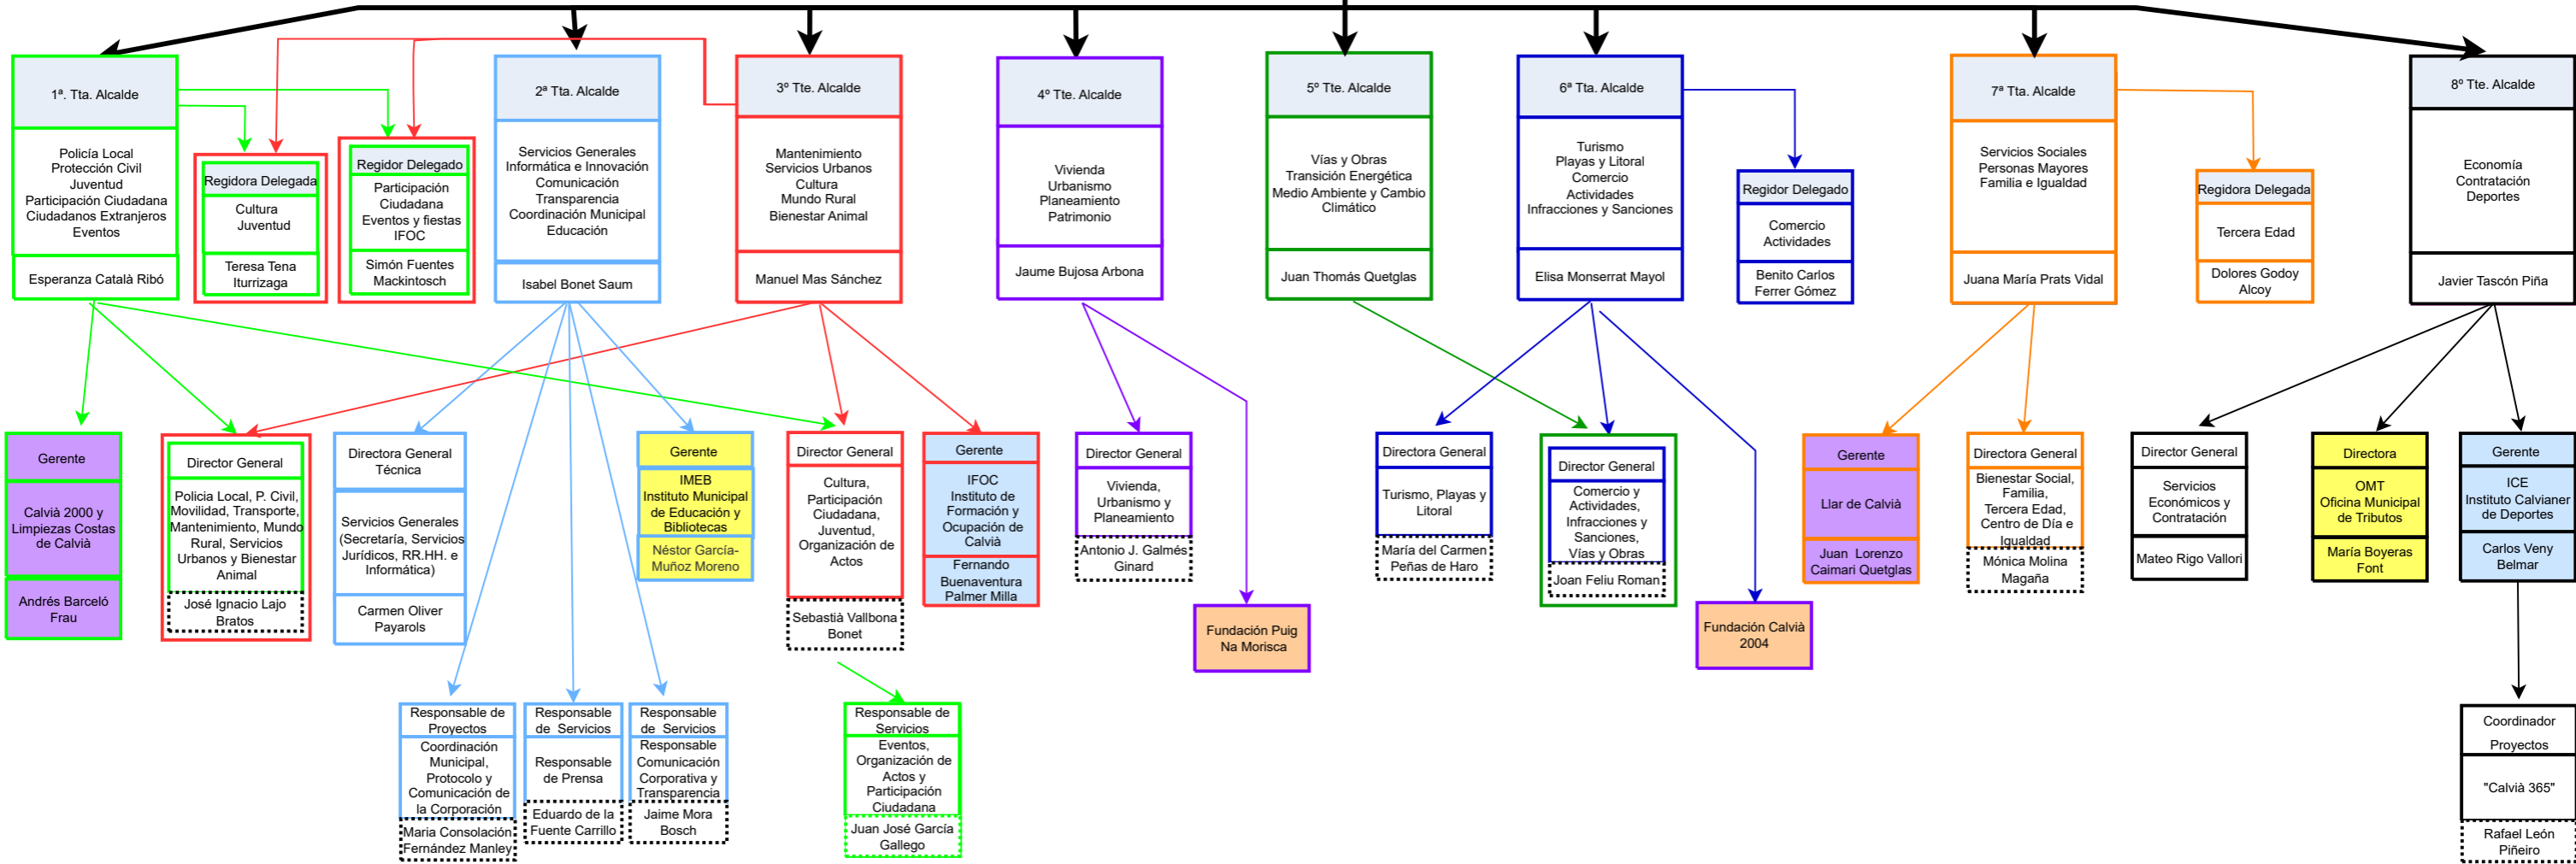 1ª. Tta. Alcalde
Policía Local
Protección Civil
Juventud
Participación Ciudadana
Ciudadanos Extranjeros
Eventos
Esperanza Català Ribó
Regidora Delegada
Cultura
Juventud
Teresa Tena
Iturrizaga
Regidor Delegado
Participación
Ciudadana
Eventos y fiestas
IFOC
Simón Fuentes
Mackintosch
2ª Tta. Alcalde
Servicios Generales
Informática e Innovación
Comunicación
Transparencia
Coordinación Municipal
Educación
Isabel Bonet Saum
3º Tte. Alcalde
Mantenimiento
Servicios Urbanos
Cultura
Mundo Rural
Bienestar Animal
Manuel Mas Sánchez
4º Tte. Alcalde
Vivienda
Urbanismo
Planeamiento
Patrimonio
Jaume Bujosa Arbona
5º Tte. Alcalde
Vías y Obras
Transición Energética
Medio Ambiente y Cambio
Climático
Juan Thomás Quetglas
6ª Tta. Alcalde
Turismo
Playas y Litoral
Comercio
Actividades
Infracciones y Sanciones
Elisa Monserrat Mayol
Regidor Delegado
Comercio
Actividades
Benito Carlos
Ferrer Gómez
7ª Tta. Alcalde
Servicios Sociales
Personas Mayores
Familia e Igualdad
Juana María Prats Vidal
Regidora Delegada
Tercera Edad
Dolores Godoy
Alcoy
8º Tte. Alcalde
Economía
Contratación
Deportes
Javier Tascón Piña
Gerente
Calvià 2000 y
Limpiezas Costas
de Calvià
Andrés Barceló
Frau
Director General
Policia Local, P. Civil,
Movilidad, Transporte,
Mantenimiento, Mundo
Rural, Servicios
Urbanos y Bienestar
Animal
José Ignacio Lajo
Bratos
Directora General
Técnica
Servicios Generales
(Secretaría, Servicios
Jurídicos, RR.HH. e
Informática)
Carmen Oliver
Payarols
Gerente
IMEB
Instituto Municipal
de Educación y
Bibliotecas
Néstor García-
Muñoz Moreno
Director General
Cultura,
Participación
Ciudadana,
Juventud,
Organización de
Actos
Sebastià Vallbona
Bonet
Gerente
IFOC
Instituto de
Formación y
Ocupación de
Calvià
Fernando
Buenaventura
Palmer Milla
Director General
Vivienda,
Urbanismo y
Planeamiento
Antonio J. Galmés
Ginard
Fundación Puig
Na Morisca
Directora General
Turismo, Playas y
Litoral
María del Carmen
Peñas de Haro
Director General
Comercio y
Actividades,
Infracciones y
Sanciones,
Vías y Obras
Joan Feliu Roman
Fundación Calvià
2004
Gerente
Llar de Calvià
Juan Lorenzo
Caimari Quetglas
Directora General
Bienestar Social,
Familia,
Tercera Edad,
Centro de Día e
Igualdad
Mónica Molina
Magaña
Director General
Servicios
Económicos y
Contratación
Mateo Rigo Vallori
Directora
OMT
Oficina Municipal
de Tributos
María Boyeras
Font
Gerente
ICE
Instituto Calvianer
de Deportes
Carlos Veny
Belmar
Responsable de
Proyectos
Coordinación
Municipal,
Protocolo y
Comunicación de
la Corporación
Maria Consolación
Fernández Manley
Responsable
de Servicios
Responsable
de Prensa
Eduardo de la
Fuente Carrillo
Responsable
de Servicios
Responsable
Comunicación
Corporativa y
Transparencia
Jaime Mora
Bosch
Responsable de
Servicios
Eventos,
Organización de
Actos y
Participación
Ciudadana
Juan José García
Gallego
Coordinador
Proyectos
"Calvià 365"
Rafael León
Piñeiro